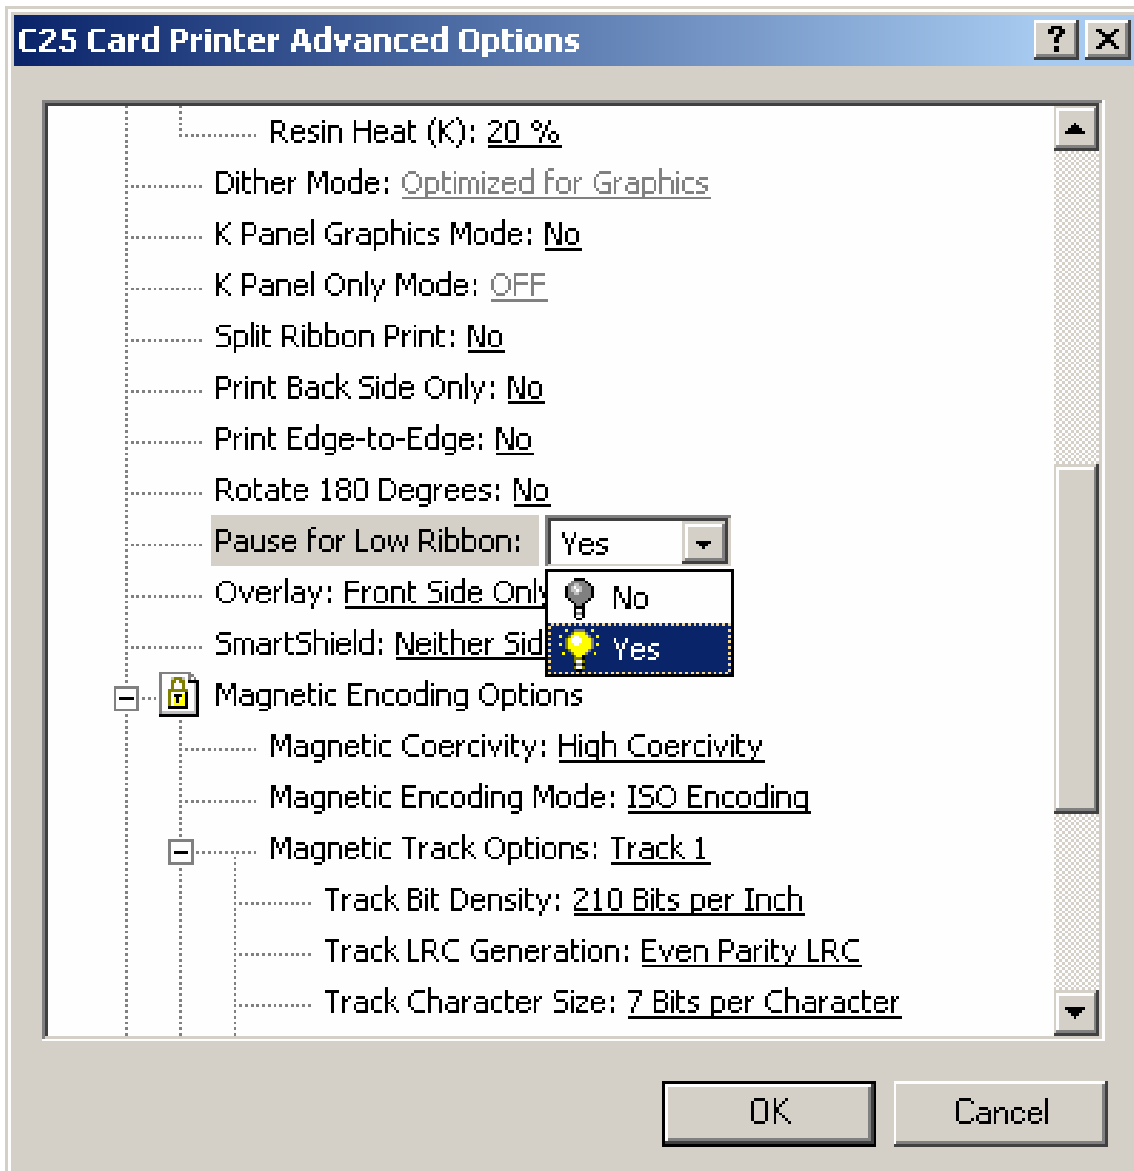 C25 Card Printer Advanced Options
Resin Heat (K): 20 %
Dither Mode: Optimized for Graphics
K Panel Graphics Mode: No
K Panel Only Mode: OFF
Split Ribbon Print: No
Print Back Side Only: No
Print Edge-to-Edge: No
Rotate 180 Degrees: No
Pause for Low Ribbon: Yes
Overlay: Front Side Only
No
SmartShield: Neither Sid
Yes
Magnetic Encoding Options
Magnetic Coercivity: High Coercivity
Magnetic Encoding Mode: ISO Encoding
Magnetic Track Options: Track 1
Track Bit Density: 210 Bits per Inch
Track LRC Generation: Even Parity LRC
Track Character Size: 7 Bits per Character
OK
Cancel